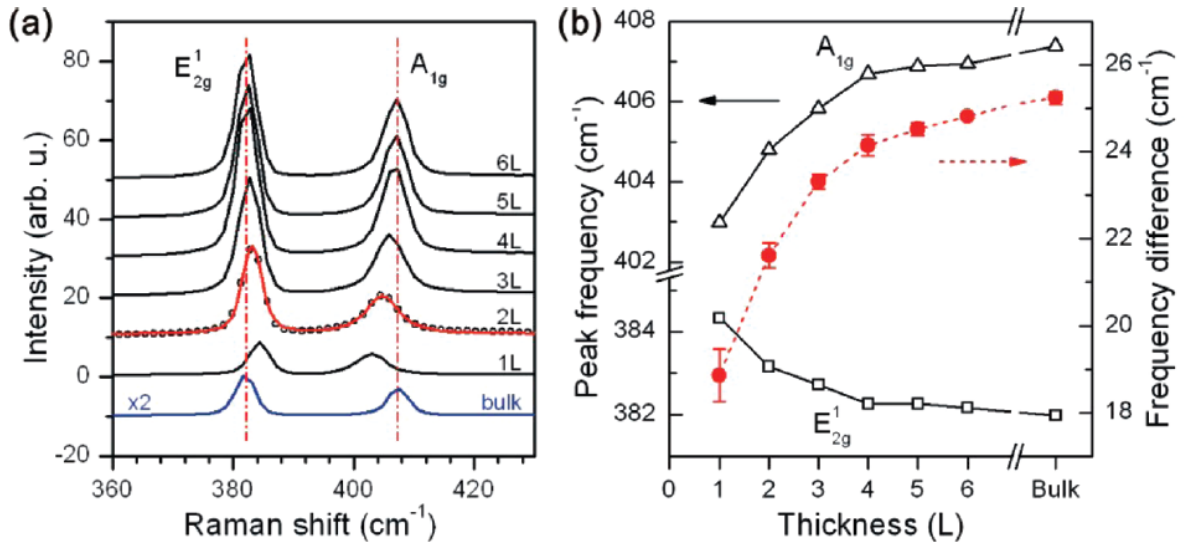 (a)
E¹₂g
A₁g
80
60
40
20
0
-20
Intensity (arb. u.)
6L
5L
4L
3L
2L
1L
x2
bulk
360
380
400
420
Raman shift (cm⁻¹)
(b)
408
406
404
402
384
382
Peak frequency (cm⁻¹)
A₁g
E¹₂g
26
24
22
20
18
Frequency difference (cm⁻¹)
0
1
2
3
4
5
6
Bulk
Thickness (L)